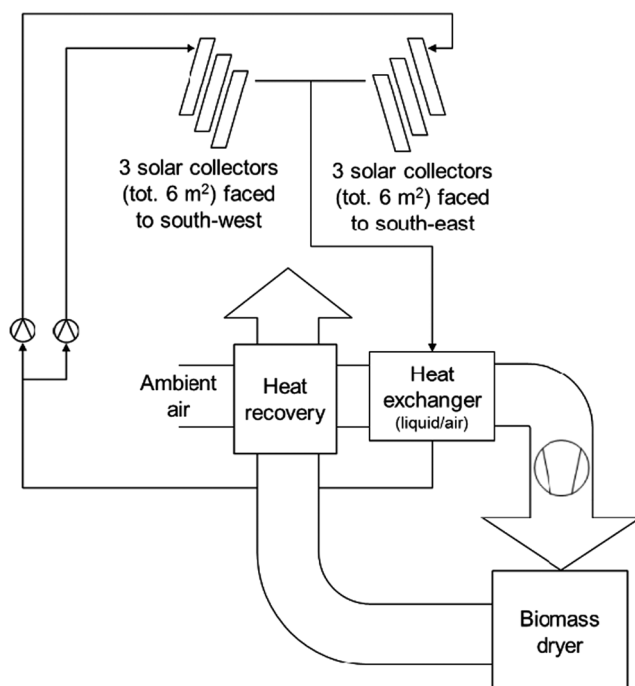 3 solar collectors
(tot. 6 m²) faced
to south-west
3 solar collectors
(tot. 6 m²) faced
to south-east
Ambient
air
Heat
recovery
Heat
exchanger
(liquid/air)
Biomass
dryer